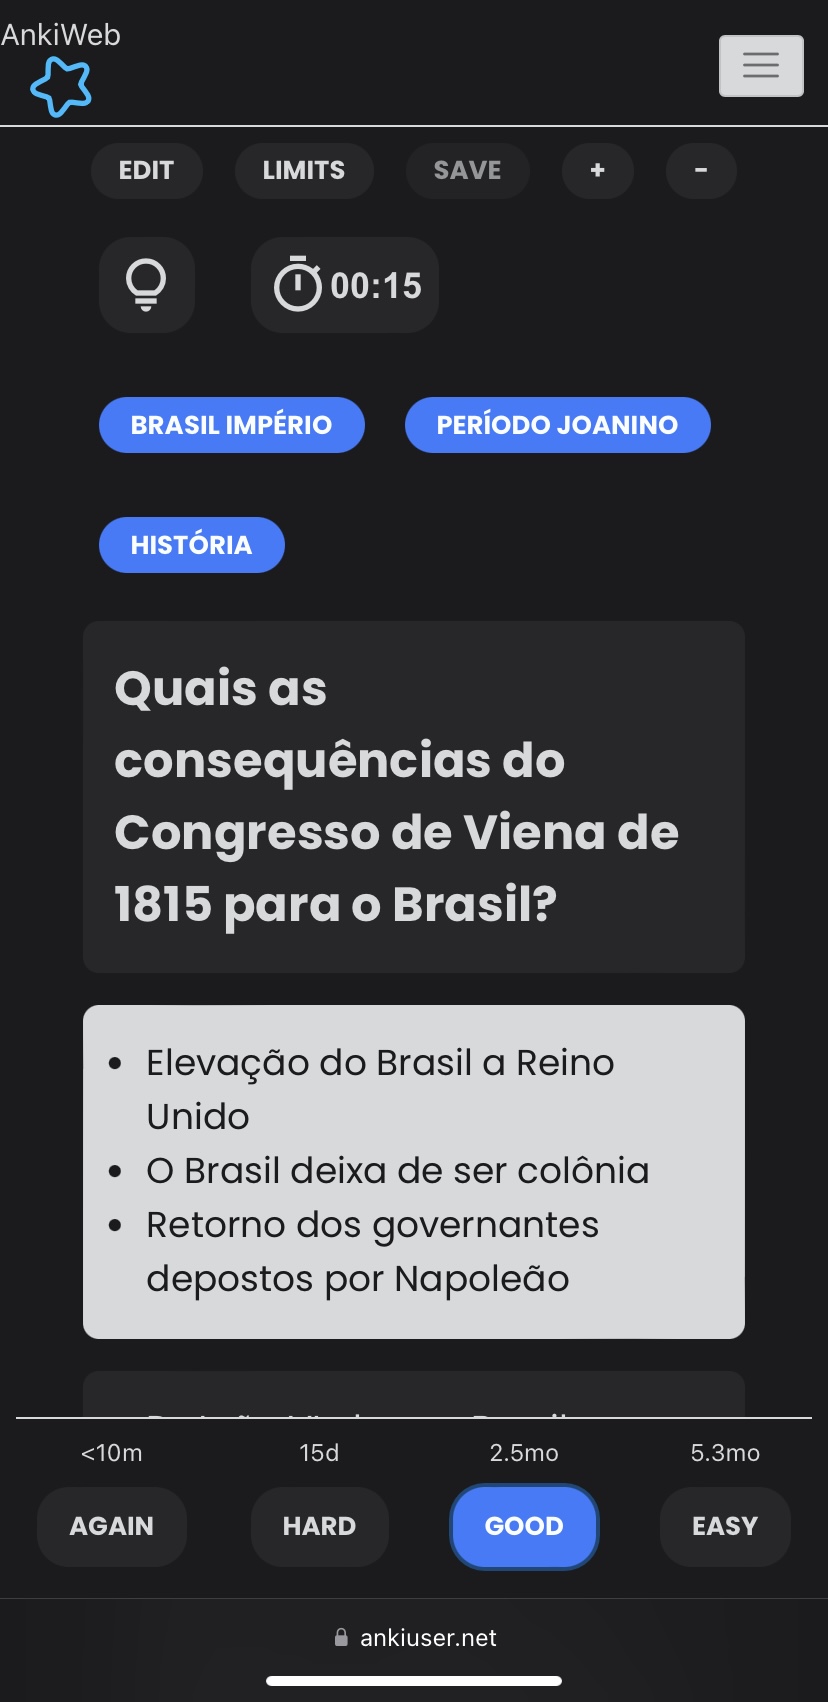 AnkiWeb
EDIT LIMITS SAVE + -
00:15
BRASIL IMPÉRIO PERÍODO JOANINO
HISTÓRIA
Quais as
consequências do
Congresso de Viena de
1815 para o Brasil?
• Elevação do Brasil a Reino
Unido
• O Brasil deixa de ser colônia
• Retorno dos governantes
depostos por Napoleão
<10m 15d 2.5mo 5.3mo
AGAIN HARD GOOD EASY
ankiuser.net